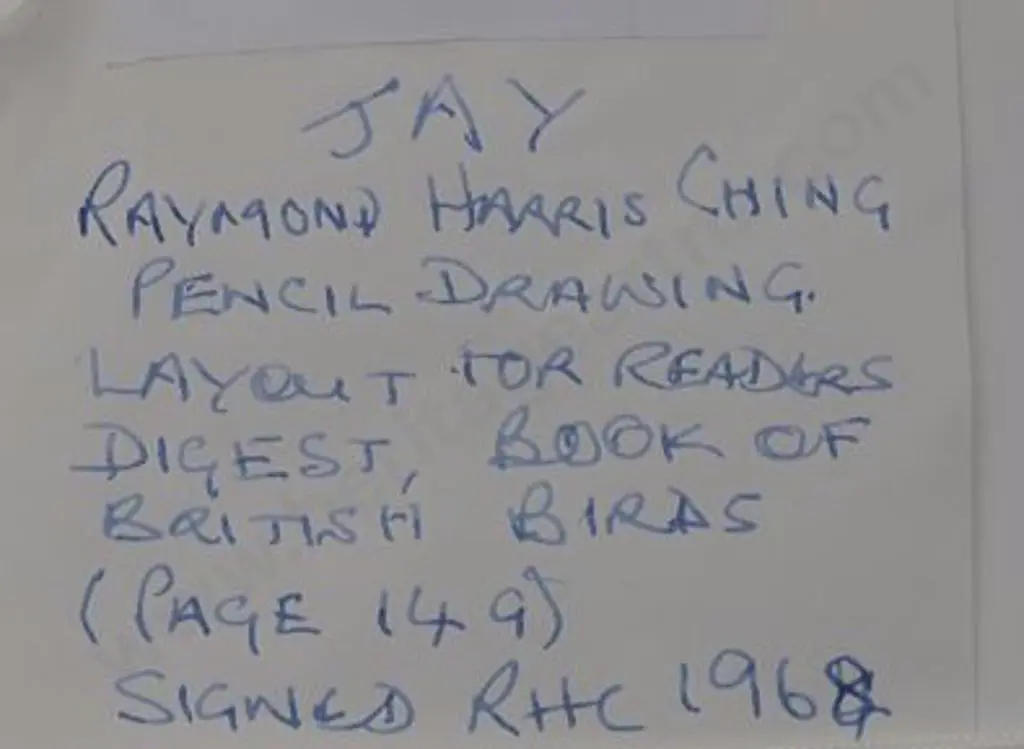 JAY
RAYMOND HARRIS CHING
PENCIL DRAWING.
LAYOUT FOR READERS
DIGEST, BOOK OF
BRITISH BIRDS
(PAGE 149)
SIGNED RHC 1968